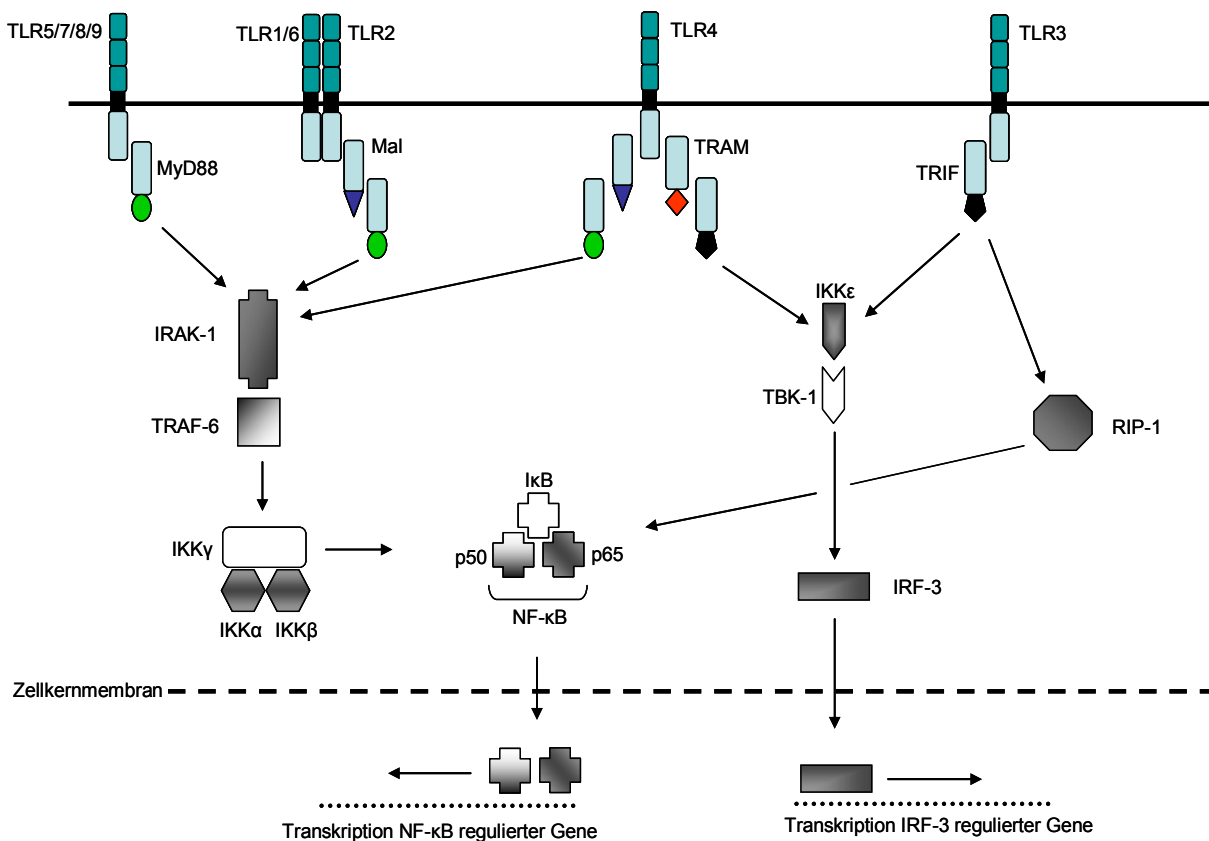 TLR5/7/8/9
TLR1/6
TLR2
TLR4
TLR3
MyD88
Mal
TRAM
TRIF
IRAK-1
IKKε
TBK-1
TRAF-6
RIP-1
IκB
IKKγ
p50
p65
IRF-3
NF-κB
IKKα
IKKβ
Zellkernmembran
Transkription NF-κB regulierter Gene
Transkription IRF-3 regulierter Gene